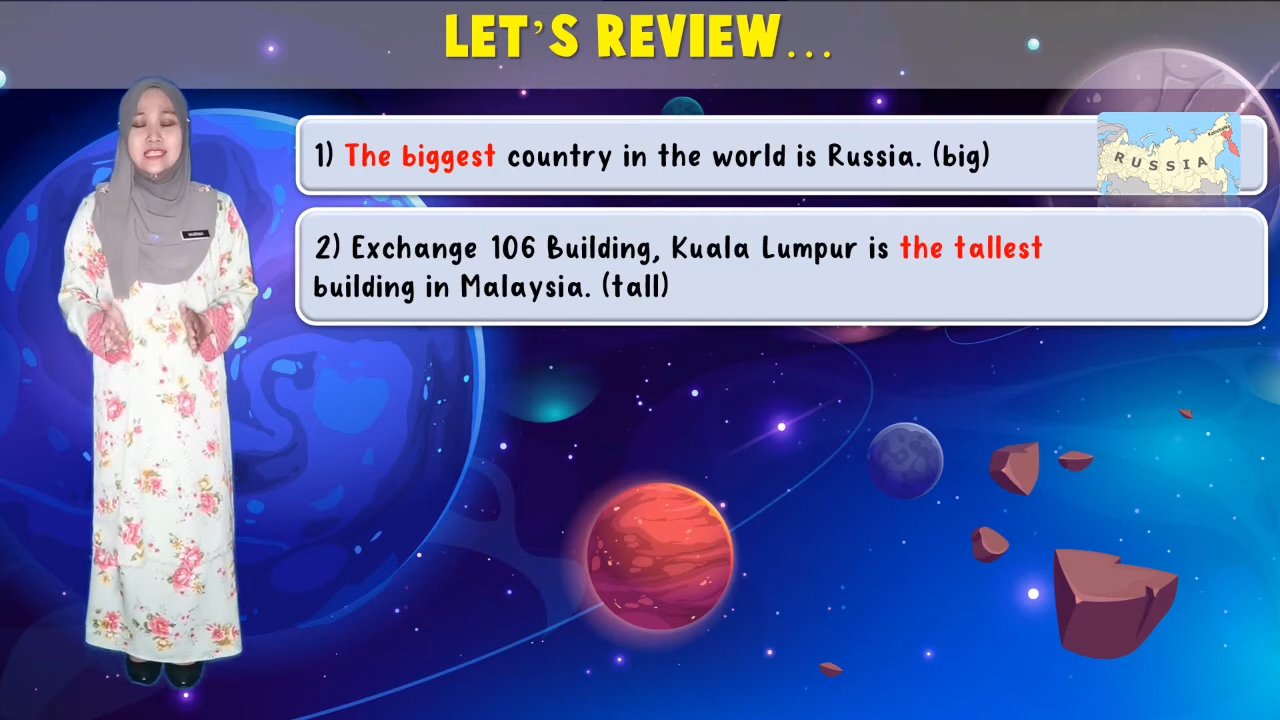 LET'S REVIEW...
1) The biggest country in the world is Russia. (big)
RUSSIA
2) Exchange 106 Building, Kuala Lumpur is the tallest
building in Malaysia. (tall)